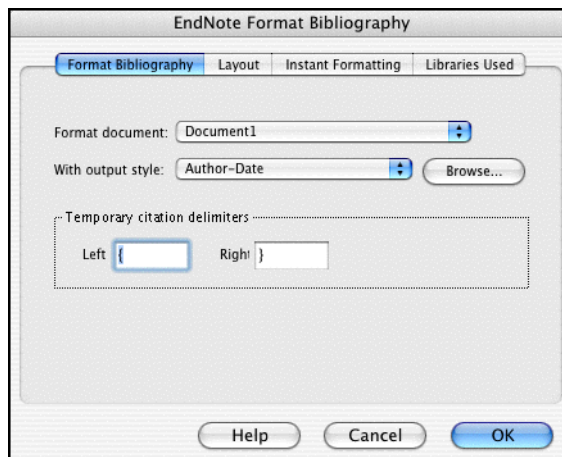 EndNote Format Bibliography
Format Bibliography Layout Instant Formatting Libraries Used
Format document: Document1
With output style: Author-Date Browse...
Temporary citation delimiters
Left { Right }
Help Cancel OK